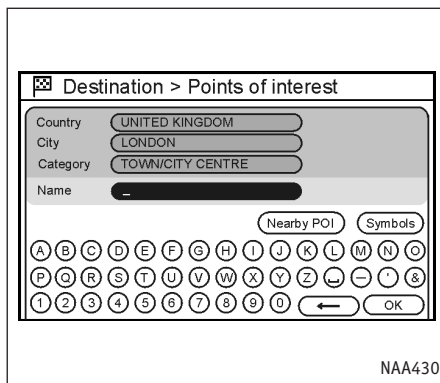 Destination > Points of interest
Country UNITED KINGDOM
City LONDON
Category TOWN/CITY CENTRE
Name _
Nearby POI Symbols
A B C D E F G H I J K L M N O
P Q R S T U V W X Y Z ␣ - ' &
1 2 3 4 5 6 7 8 9 0 ← OK
NAA430